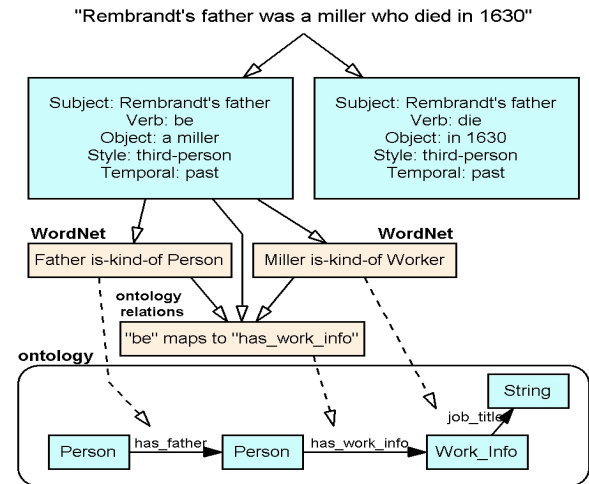 "Rembrandt's father was a miller who died in 1630"
Subject: Rembrandt's father
Verb: be
Object: a miller
Style: third-person
Temporal: past
Subject: Rembrandt's father
Verb: die
Object: in 1630
Style: third-person
Temporal: past
WordNet
WordNet
Father is-kind-of Person
Miller is-kind-of Worker
ontology
relations
"be" maps to "has_work_info"
ontology
String
job_title
Person
has_father
Person
has_work_info
Work_Info